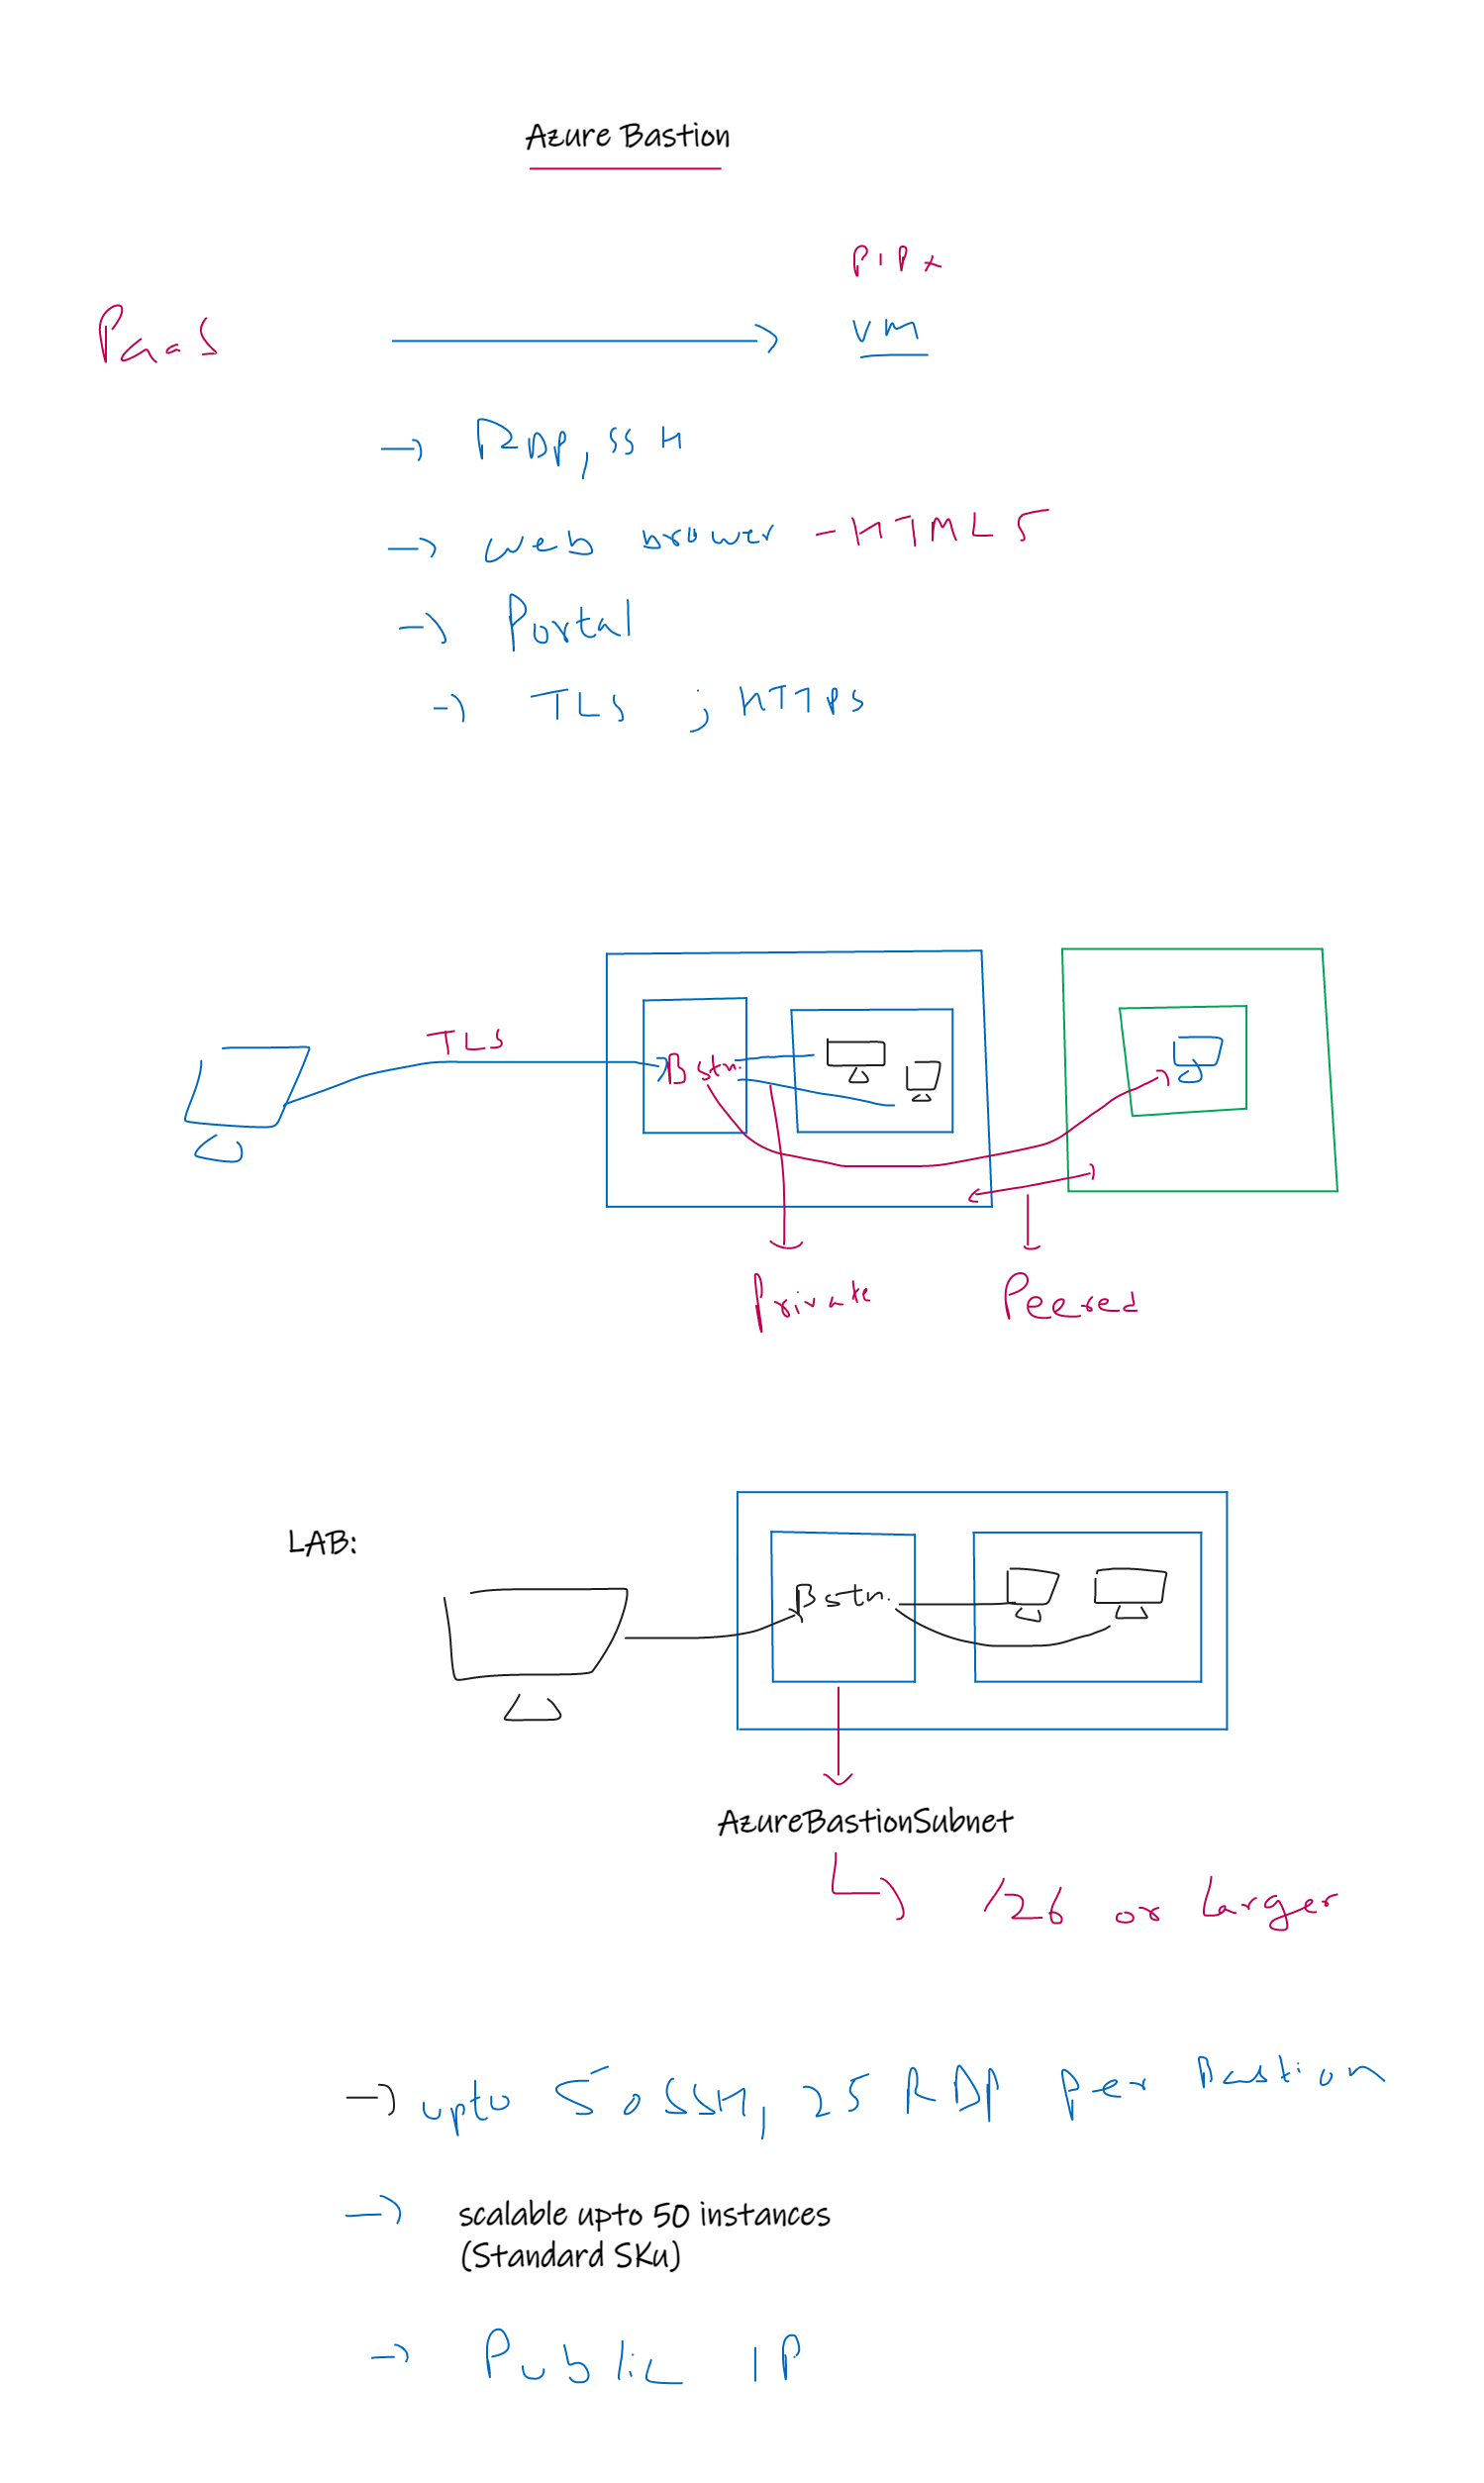 Azure Bastion
PIP x
PaaS → VM
→ RDP, SSH
→ web brower - HTML5
→ Portal
→ TLS ; HTTPS
TLS
Bstn.
Private Peered
LAB:
Bstn.
AzureBastionSubnet
/26 or larger
→ upto 50 SSH, 25 RDP per Bastion
→ scalable upto 50 instances
(Standard SKu)
→ Public IP